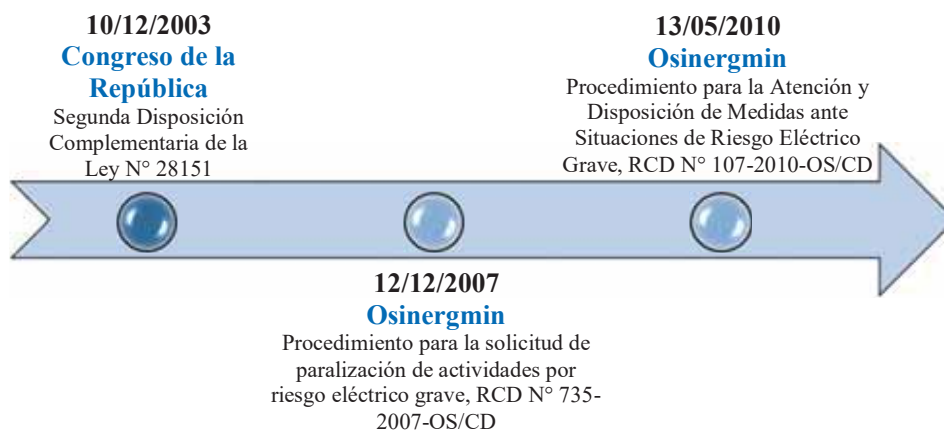 10/12/2003
Congreso de la
República
Segunda Disposición
Complementaria de la
Ley N° 28151
12/12/2007
Osinergmin
Procedimiento para la solicitud de
paralización de actividades por
riesgo eléctrico grave, RCD N° 735-
2007-OS/CD
13/05/2010
Osinergmin
Procedimiento para la Atención y
Disposición de Medidas ante
Situaciones de Riesgo Eléctrico
Grave, RCD N° 107-2010-OS/CD